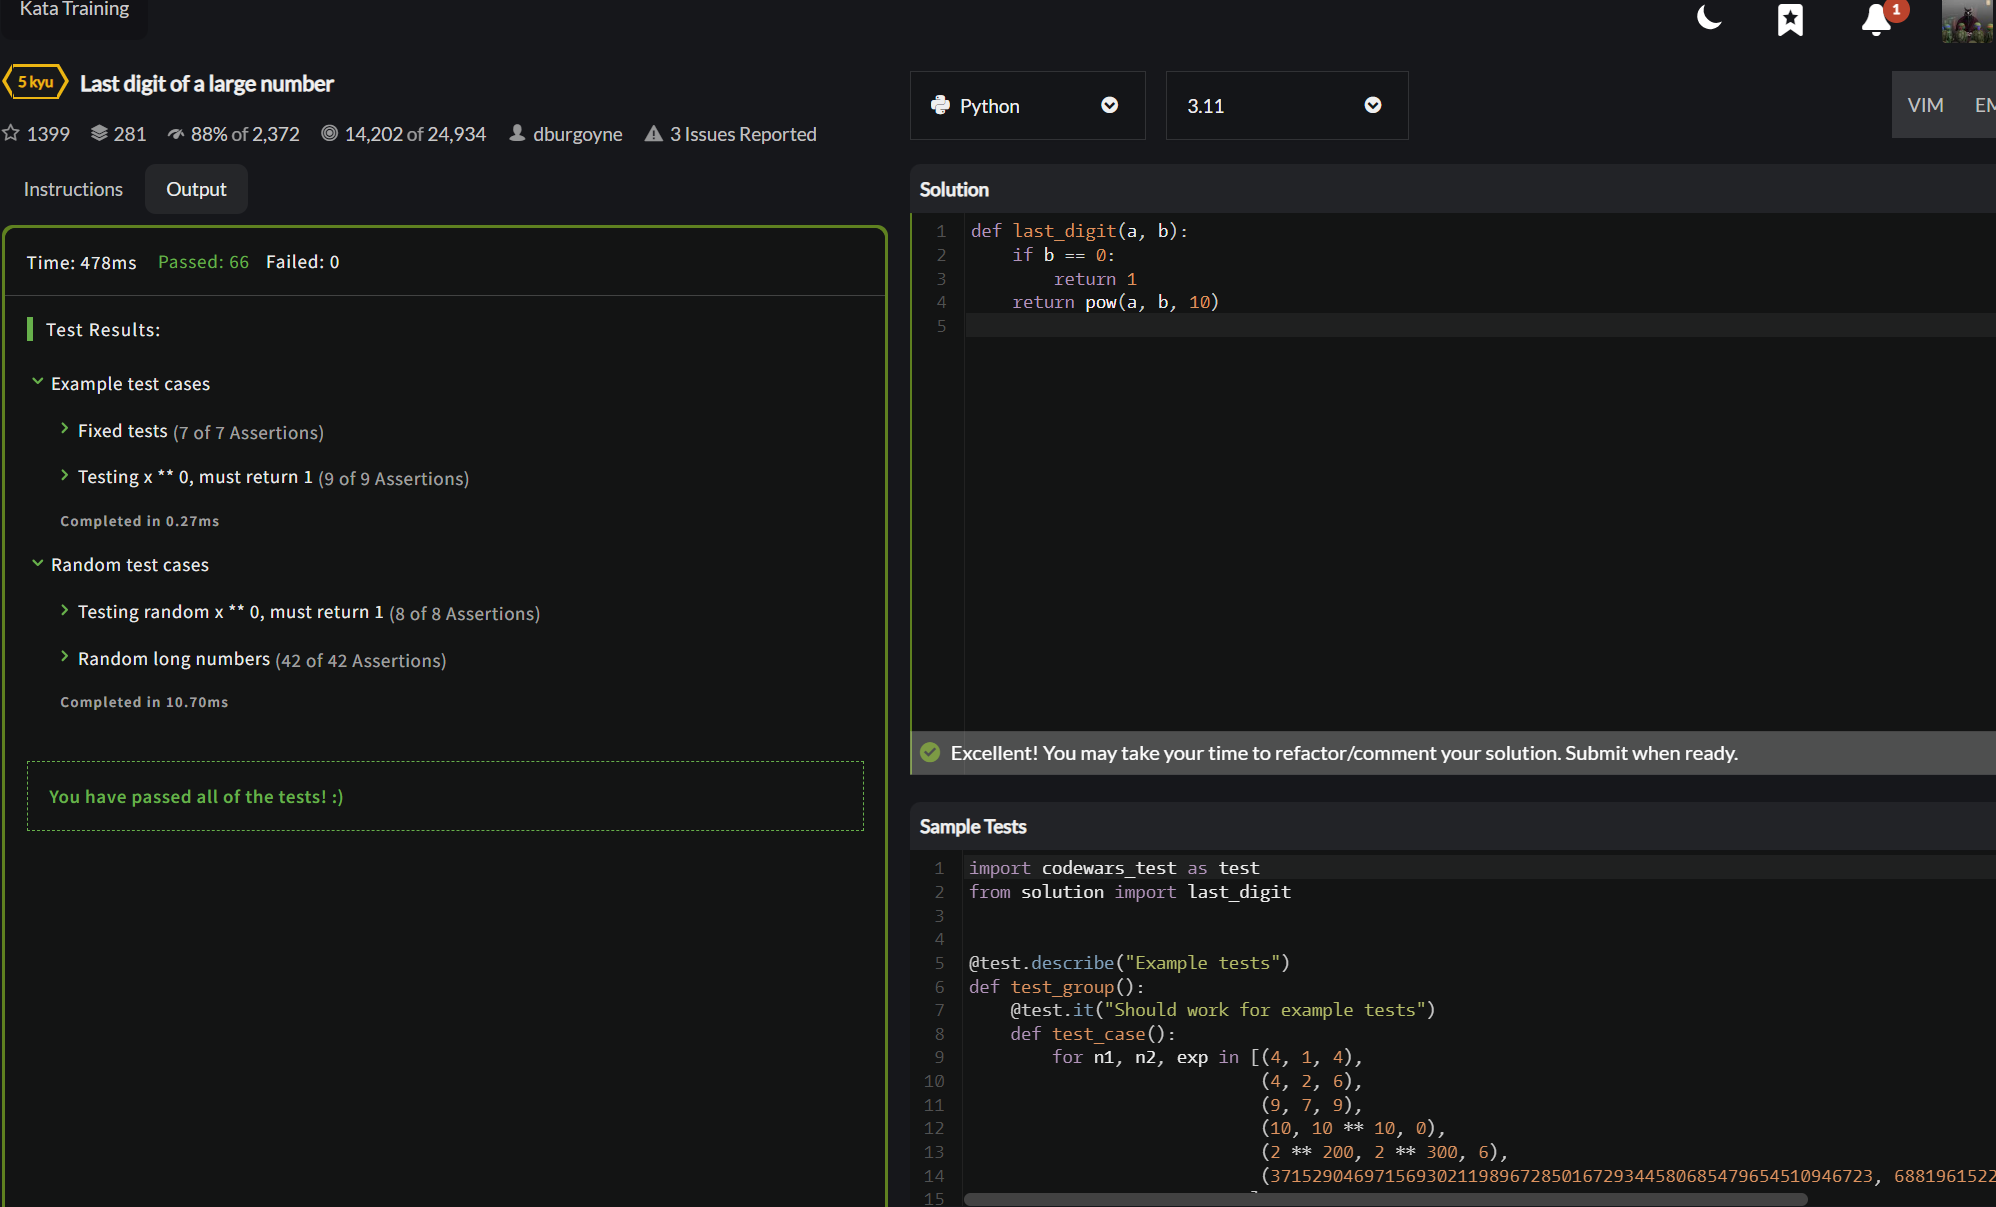 Kata Training
1
5 kyu
Last digit of a large number
1399 281 88% of 2,372 14,202 of 24,934 dburgoyne 3 Issues Reported
Instructions Output
Time: 478ms Passed: 66 Failed: 0
Test Results:
Example test cases
Fixed tests (7 of 7 Assertions)
Testing x ** 0, must return 1 (9 of 9 Assertions)
Completed in 0.27ms
Random test cases
Testing random x ** 0, must return 1 (8 of 8 Assertions)
Random long numbers (42 of 42 Assertions)
Completed in 10.70ms
You have passed all of the tests! :)
Python 3.11 VIM EM
Solution
1 def last_digit(a, b):
2 if b == 0:
3 return 1
4 return pow(a, b, 10)
5
Excellent! You may take your time to refactor/comment your solution. Submit when ready.
Sample Tests
1 import codewars_test as test
2 from solution import last_digit
3
4
5 @test.describe("Example tests")
6 def test_group():
7 @test.it("Should work for example tests")
8 def test_case():
9 for n1, n2, exp in [(4, 1, 4),
10 (4, 2, 6),
11 (9, 7, 9),
12 (10, 10 ** 10, 0),
13 (2 ** 200, 2 ** 300, 6),
14 (3715290469715693021198967285016729344580685479654510946723, 6881961522
15 ]